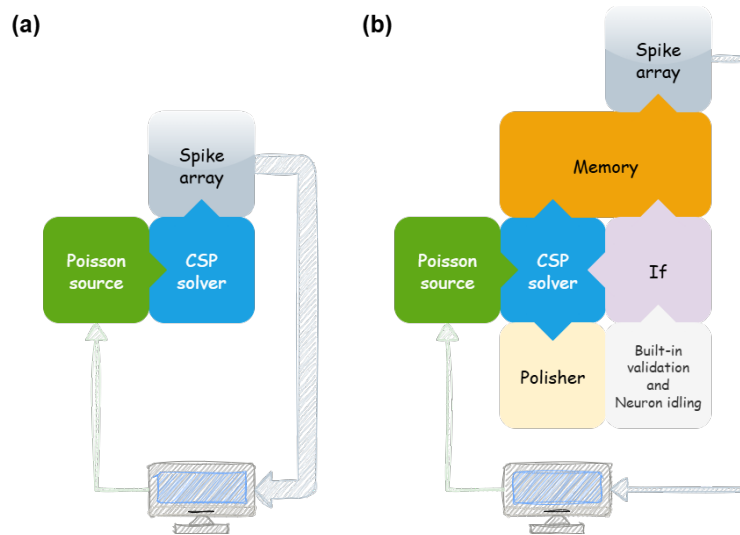 (a)
Spike
array
Poisson
source
CSP
solver
(b)
Spike
array
Memory
Poisson
source
CSP
solver
If
Polisher
Built-in
validation
and
Neuron idling